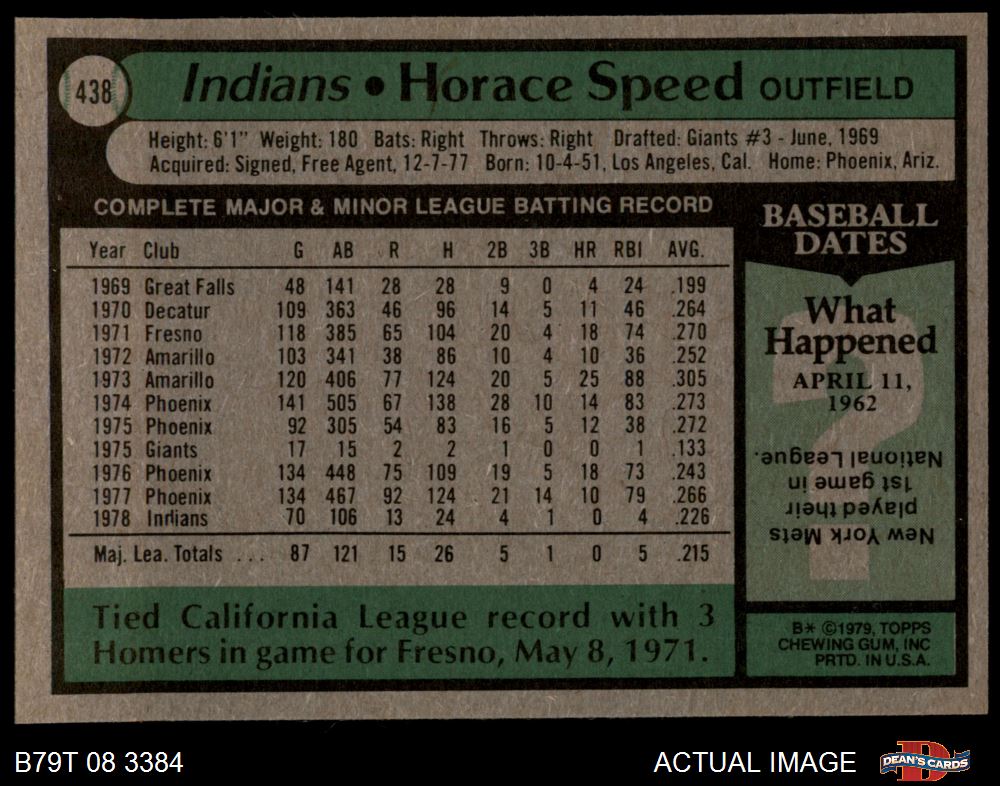 438
Indians • Horace Speed OUTFIELD
Height: 6'1" Weight: 180 Bats: Right Throws: Right Drafted: Giants #3 - June, 1969
Acquired: Signed, Free Agent, 12-7-77 Born: 10-4-51, Los Angeles, Cal. Home: Phoenix, Ariz.
COMPLETE MAJOR & MINOR LEAGUE BATTING RECORD
Year Club G AB R H 2B 3B HR RBI AVG.
1969 Great Falls 48 141 28 28 9 0 4 24 .199
1970 Decatur 109 363 46 96 14 5 11 46 .264
1971 Fresno 118 385 65 104 20 4 18 74 .270
1972 Amarillo 103 341 38 86 10 4 10 36 .252
1973 Amarillo 120 406 77 124 20 5 25 88 .305
1974 Phoenix 141 505 67 138 28 10 14 83 .273
1975 Phoenix 92 305 54 83 16 5 12 38 .272
1975 Giants 17 15 2 2 1 0 0 1 .133
1976 Phoenix 134 448 75 109 19 5 18 73 .243
1977 Phoenix 134 467 92 124 21 14 10 79 .266
1978 Indians 70 106 13 24 4 1 0 4 .226
Maj. Lea. Totals ... 87 121 15 26 5 1 0 5 .215
Tied California League record with 3
Homers in game for Fresno, May 8, 1971.
BASEBALL
DATES
What
Happened
APRIL 11,
1962
New York Mets
played their
1st game in
National League.
B* ©1979, TOPPS
CHEWING GUM, INC
PRTD. IN U.S.A.
B79T 08 3384
ACTUAL IMAGE
DEAN'S CARDS